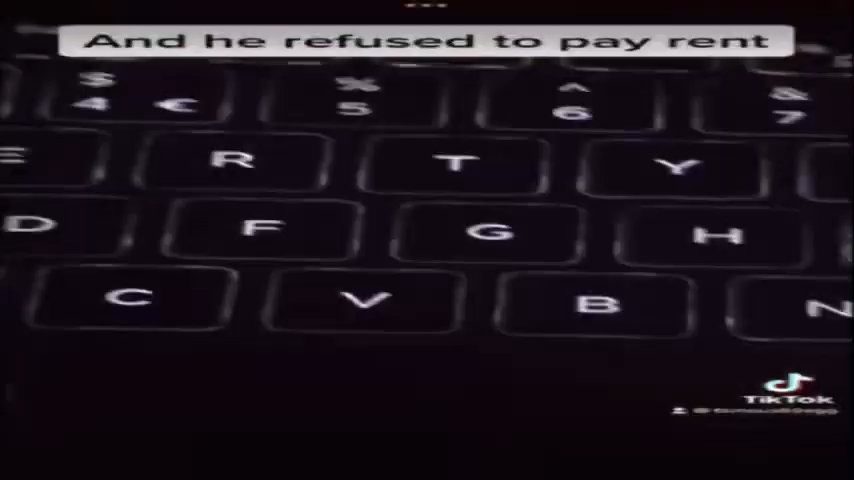 And he refused to pay rent
$ % ^ &
4 € 5 6 7
E R T Y
D F G H
C V B N
TikTok